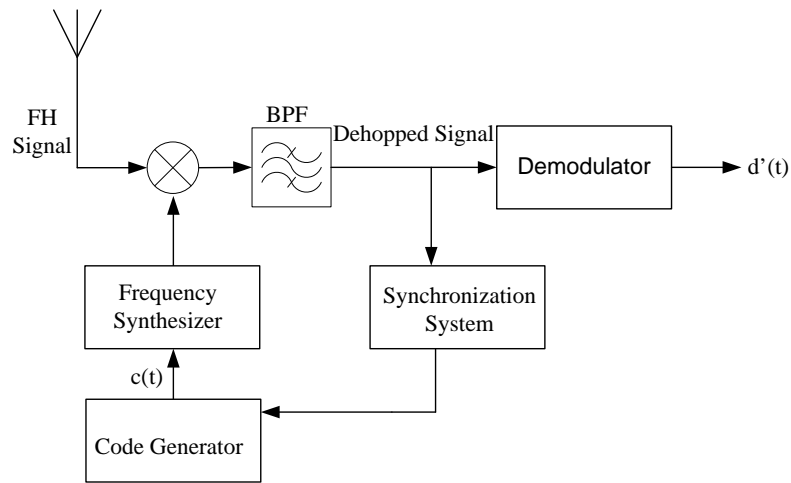 FH
Signal
BPF
Dehopped Signal
Demodulator
d’(t)
Frequency
Synthesizer
Synchronization
System
c(t)
Code Generator